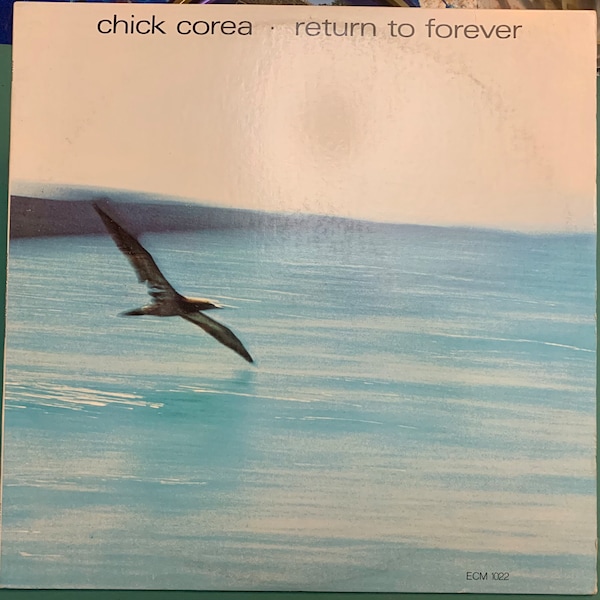 chick corea · return to forever
ECM 1022